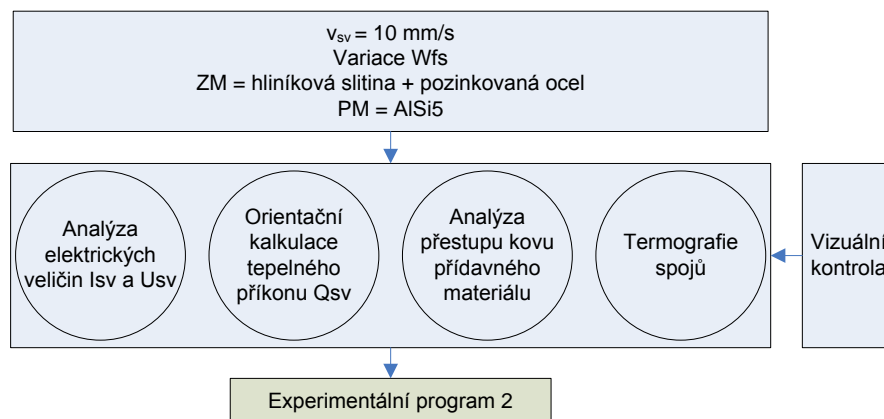 v_sv = 10 mm/s
Variace Wfs
ZM = hliníková slitina + pozinkovaná ocel
PM = AlSi5
Analýza
elektrických
veličin Isv a Usv
Orientační
kalkulace
tepelného
příkonu Qsv
Analýza
přestupu kovu
přídavného
materiálu
Termografie
spojů
Vizuální
kontrola
Experimentální program 2